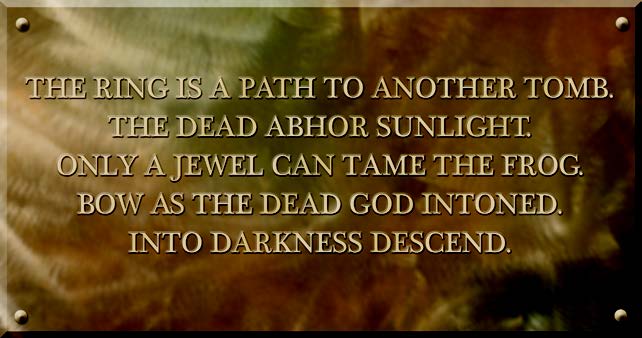 THE RING IS A PATH TO ANOTHER TOMB.
THE DEAD ABHOR SUNLIGHT.
ONLY A JEWEL CAN TAME THE FROG.
BOW AS THE DEAD GOD INTONED.
INTO DARKNESS DESCEND.